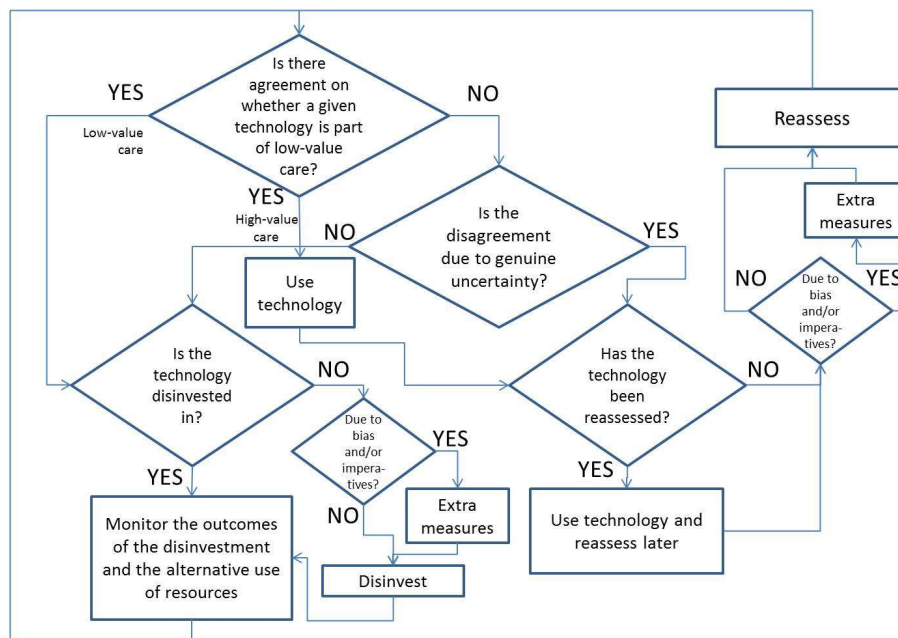 Is there
agreement on
whether a given
technology is part
of low-value
care?
YES
Low-value
care
NO
YES
High-value
care
Use
technology
Is the
disagreement
due to genuine
uncertainty?
NO
YES
Reassess
Extra
measures
Due to
bias
and/or
impera-
tives?
NO
YES
Is the
technology
disinvested
in?
NO
YES
Due to
bias
and/or
impera-
tives?
YES
NO
Extra
measures
Disinvest
Monitor the outcomes
of the disinvestment
and the alternative use
of resources
Has the
technology
been
reassessed?
NO
YES
Use technology and
reassess later